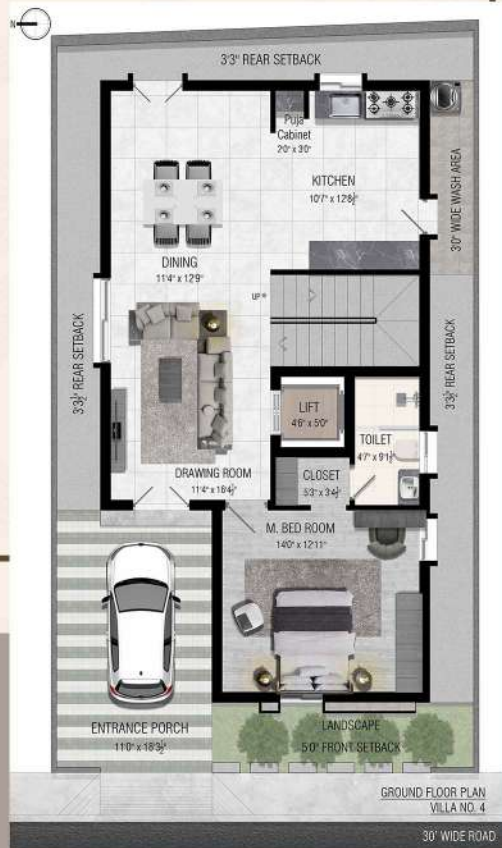 N
3'3" REAR SETBACK
Puja
Cabinet
2'0" x 3'0"
KITCHEN
10'7" x 12'8½"
3'0" WIDE WASH AREA
DINING
11'4" x 12'9"
UP
3'3½" REAR SETBACK
3'3½" REAR SETBACK
LIFT
4'6" x 5'0"
TOILET
4'7" x 9'1½"
DRAWING ROOM
11'4" x 16'4½"
CLOSET
5'3" x 3'4½"
M. BED ROOM
14'0" x 12'11"
ENTRANCE PORCH
11'0" x 18'3½"
LANDSCAPE
5'0" FRONT SETBACK
GROUND FLOOR PLAN
VILLA NO. 4
30' WIDE ROAD